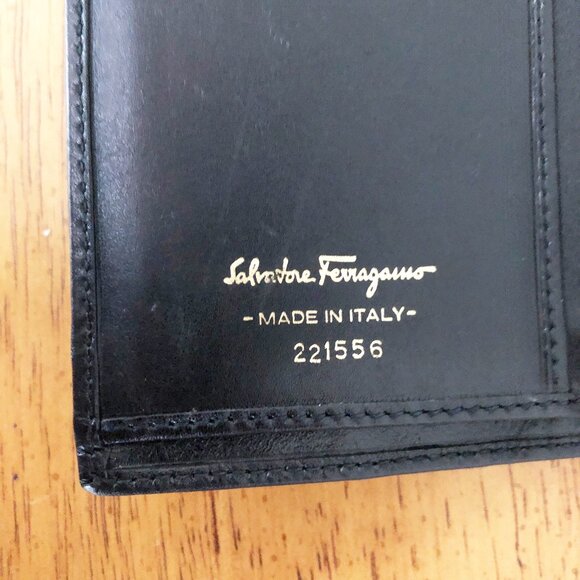 Salvatore Ferragamo
- MADE IN ITALY -
221556